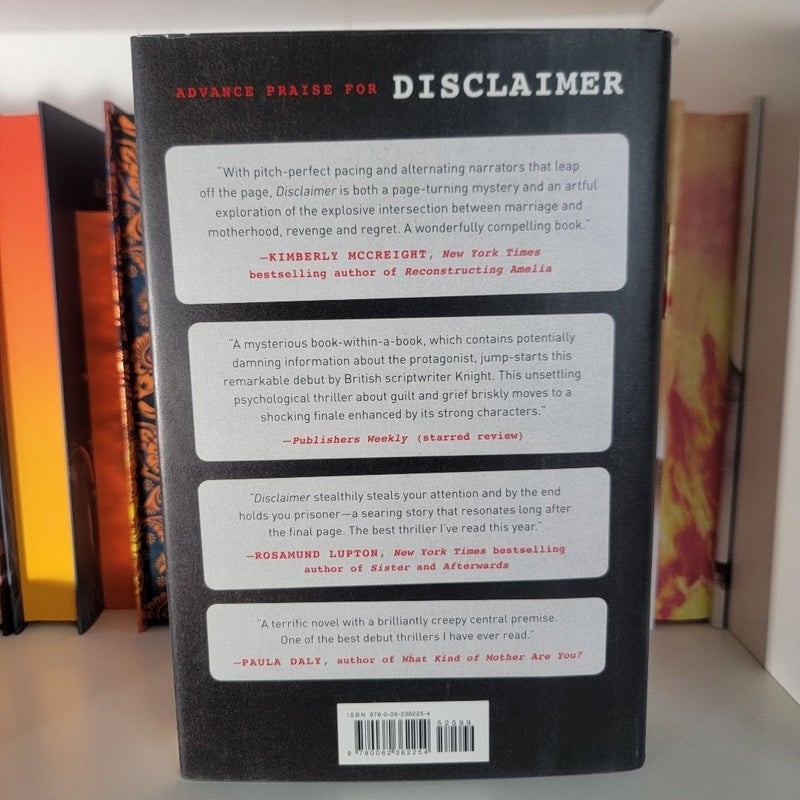 ADVANCE PRAISE FOR DISCLAIMER
"With pitch-perfect pacing and alternating narrators that leap
off the page, Disclaimer is both a page-turning mystery and an artful
exploration of the explosive intersection between marriage and
motherhood, revenge and regret. A wonderfully compelling book."
—KIMBERLY MCCREIGHT, New York Times
bestselling author of Reconstructing Amelia
"A mysterious book-within-a-book, which contains potentially
damning information about the protagonist, jump-starts this
remarkable debut by British scriptwriter Knight. This unsettling
psychological thriller about guilt and grief briskly moves to a
shocking finale enhanced by its strong characters."
—Publishers Weekly (starred review)
"Disclaimer stealthily steals your attention and by the end
holds you prisoner—a searing story that resonates long after
the final page. The best thriller I've read this year."
—ROSAMUND LUPTON, New York Times bestselling
author of Sister and Afterwards
"A terrific novel with a brilliantly creepy central premise.
One of the best debut thrillers I have ever read."
—PAULA DALY, author of What Kind of Mother Are You?
ISBN 978-0-06-236225-4
52599
9 780062 362254